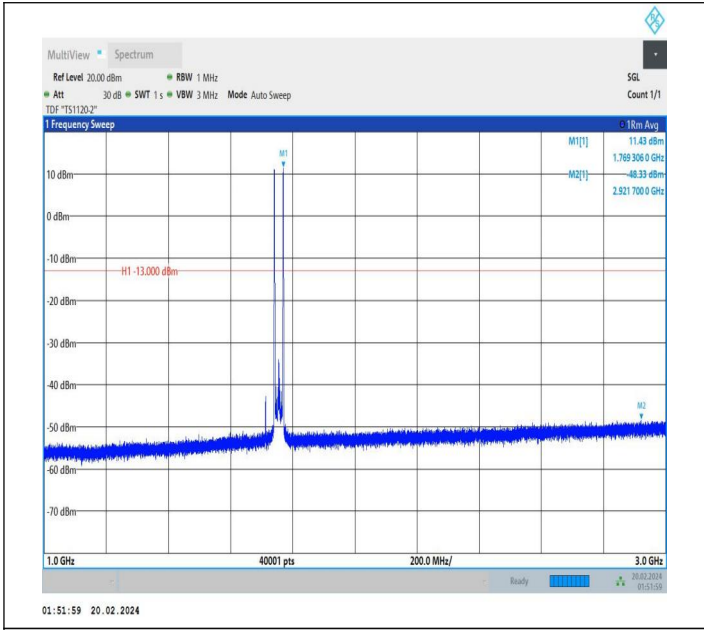 R S
MultiView Spectrum
Ref Level 20.00 dBm RBW 1 MHz SGL
Att 30 dB SWT 1 s VBW 3 MHz Mode Auto Sweep Count 1/1
TDF "TS1120-2"
1 Frequency Sweep 1Rm Avg
M1[1] 11.43 dBm
1.769 306 0 GHz
M2[1] -48.33 dBm
2.921 700 0 GHz
M1
10 dBm
0 dBm
-10 dBm
H1 -13.000 dBm
-20 dBm
-30 dBm
-40 dBm
M2
-50 dBm
-60 dBm
-70 dBm
1.0 GHz 40001 pts 200.0 MHz/ 3.0 GHz
Ready 20.02.2024
01:51:59
01:51:59 20.02.2024